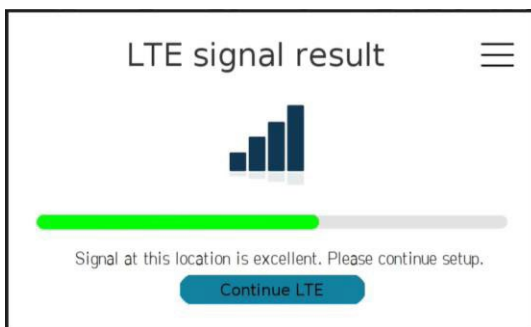 LTE signal result
Signal at this location is excellent. Please continue setup.
Continue LTE